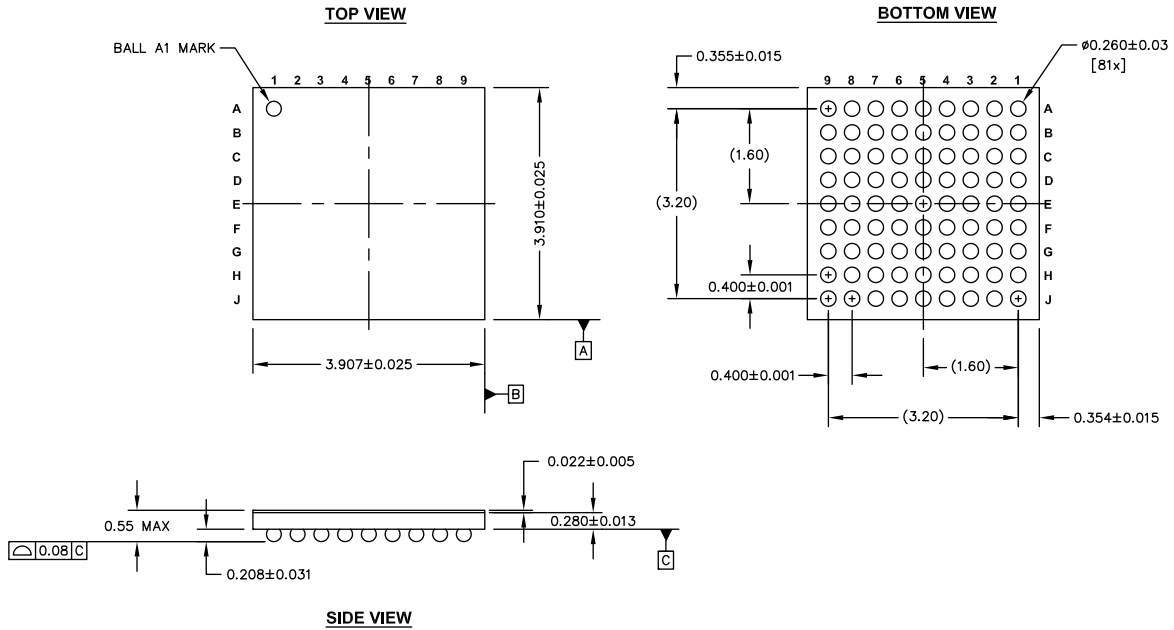 TOP VIEW
BALL A1 MARK
1 2 3 4 5 6 7 8 9
A
B
C
D
E
F
G
H
J
3.910±0.025
A
3.907±0.025
B
BOTTOM VIEW
0.355±0.015
ø0.260±0.03
[81x]
9 8 7 6 5 4 3 2 1
A
B
C
D
E
F
G
H
J
(1.60)
(3.20)
0.400±0.001
0.400±0.001
(1.60)
(3.20)
0.354±0.015
0.022±0.005
0.55 MAX
0.280±0.013
0.08 C
C
0.208±0.031
SIDE VIEW